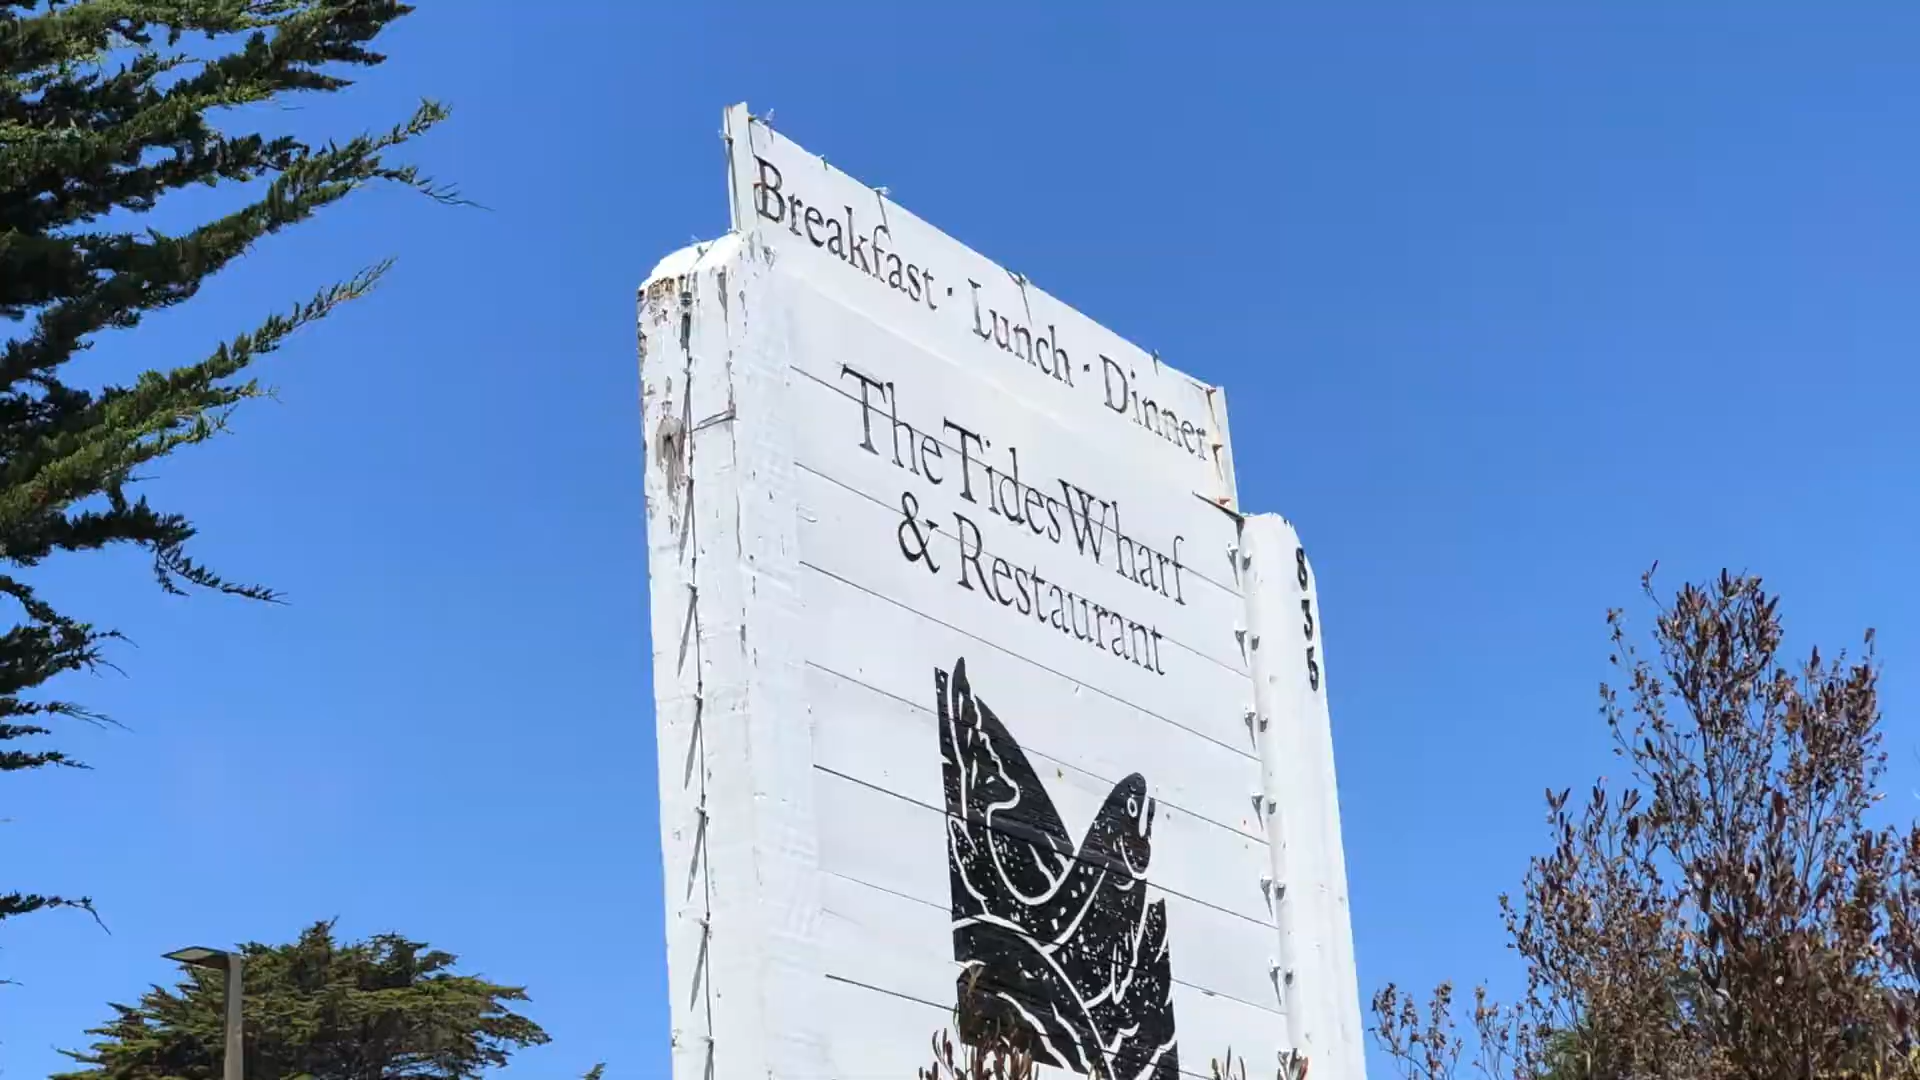 Breakfast · Lunch · Dinner
The Tides Wharf
& Restaurant
835